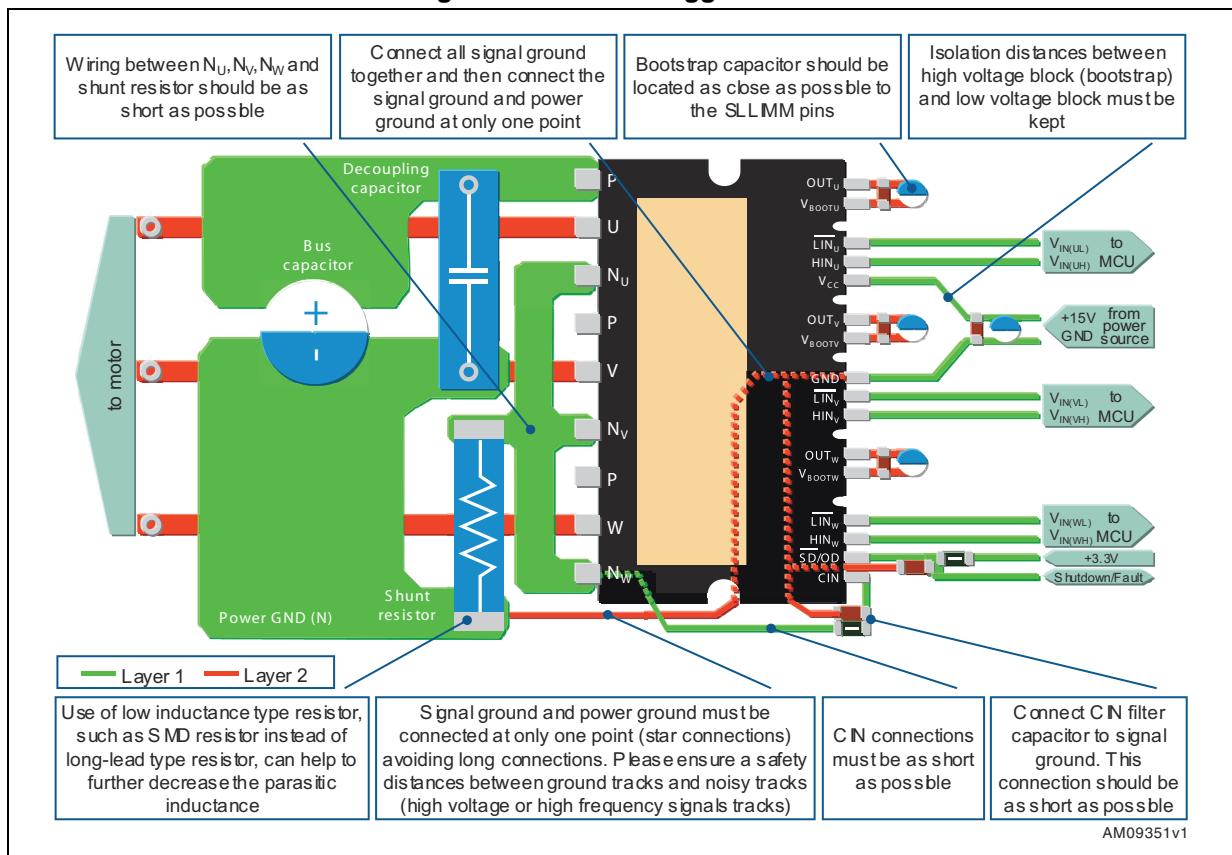 Wiring between NU, NV, NW and
shunt resistor should be as
short as possible
Connect all signal ground
together and then connect the
signal ground and power
ground at only one point
Bootstrap capacitor should be
located as close as possible to
the SLLIMM pins
Isolation distances between
high voltage block (bootstrap)
and low voltage block must be
kept
Decoupling
capacitor
Bus
capacitor
+
-
to motor
Power GND (N)
Shunt
resistor
P
U
NU
P
V
NV
P
W
NW
OUTU
VBOOTU
LINU
HINU
VCC
OUTV
VBOOTV
GND
LINV
HINV
OUTW
VBOOTW
LINW
HINW
SD/OD
CIN
VIN(UL) to
VIN(UH) MCU
+15V from
GND power
source
VIN(VL) to
VIN(VH) MCU
VIN(WL) to
VIN(WH) MCU
+3.3V
Shutdown/Fault
Layer 1 Layer 2
Use of low inductance type resistor,
such as SMD resistor instead of
long-lead type resistor, can help to
further decrease the parasitic
inductance
Signal ground and power ground must be
connected at only one point (star connections)
avoiding long connections. Please ensure a safety
distances between ground tracks and noisy tracks
(high voltage or high frequency signals tracks)
CIN connections
must be as short
as possible
Connect CIN filter
capacitor to signal
ground. This
connection should be
as short as possible
AM09351v1